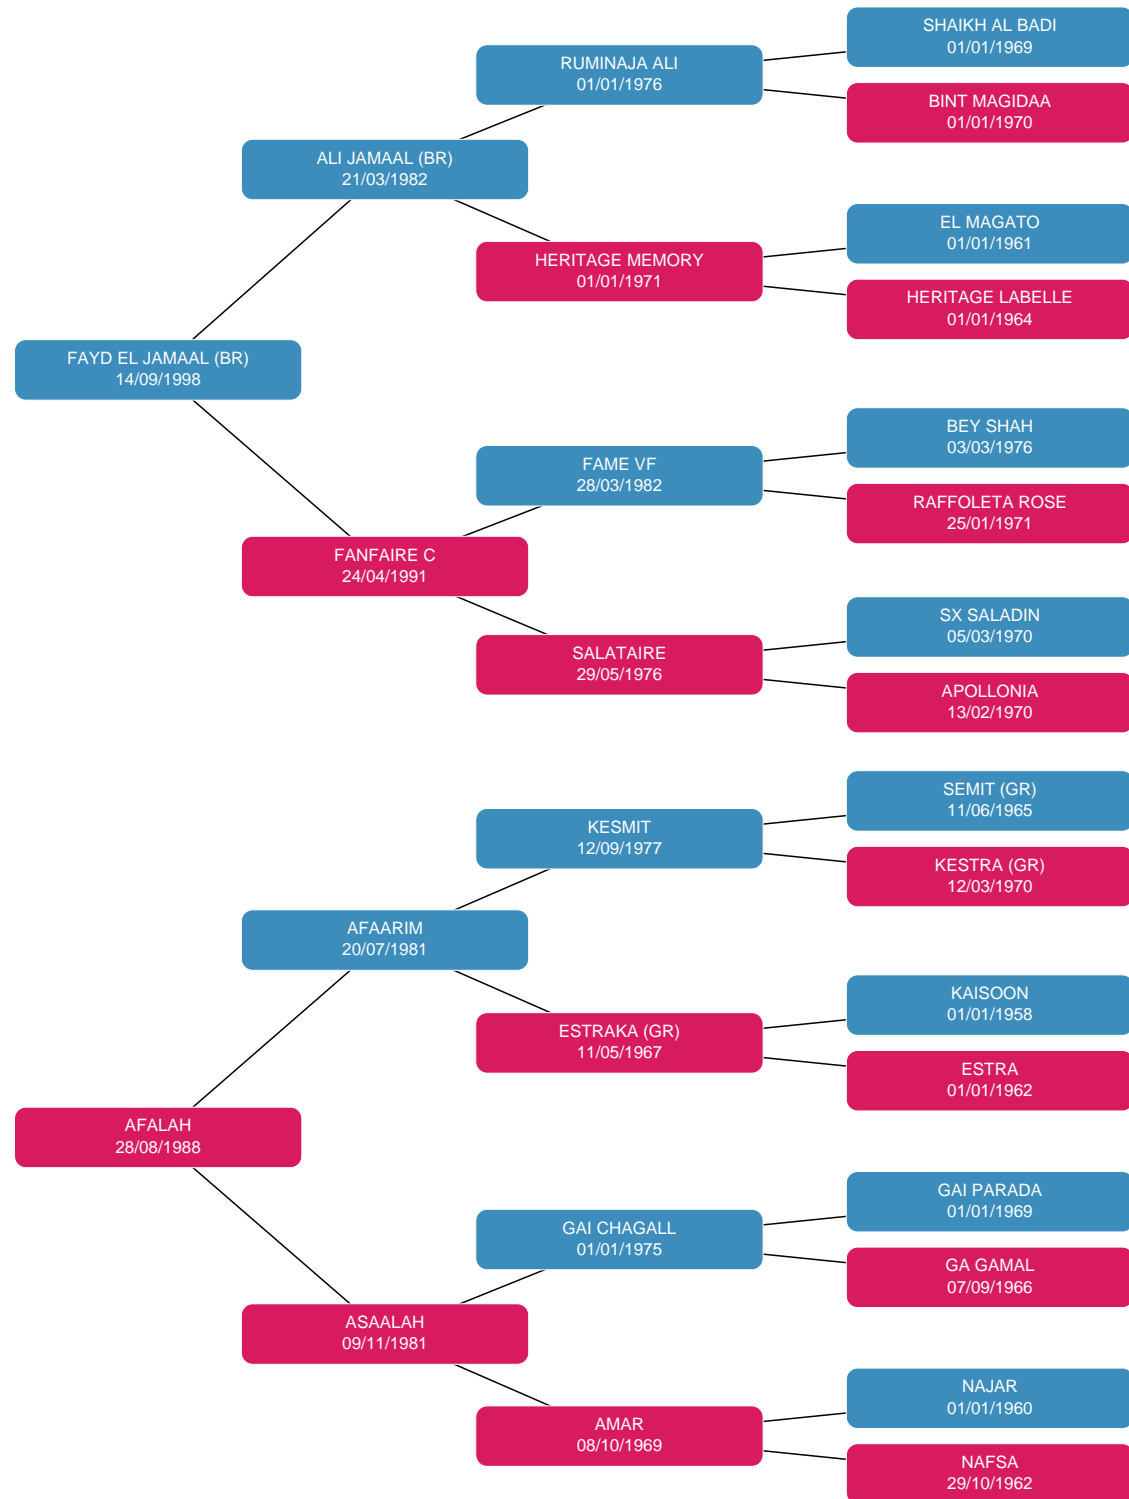 SHAIKH AL BADI
01/01/1969
RUMINAJA ALI
01/01/1976
BINT MAGIDAA
01/01/1970
ALI JAMAAL (BR)
21/03/1982
EL MAGATO
01/01/1961
HERITAGE MEMORY
01/01/1971
HERITAGE LABELLE
01/01/1964
FAYD EL JAMAAL (BR)
14/09/1998
BEY SHAH
03/03/1976
FAME VF
28/03/1982
RAFFOLETA ROSE
25/01/1971
FANFAIRE C
24/04/1991
SX SALADIN
05/03/1970
SALATAIRE
29/05/1976
APOLLONIA
13/02/1970
SEMIT (GR)
11/06/1965
KESMIT
12/09/1977
KESTRA (GR)
12/03/1970
AFAARIM
20/07/1981
KAISOON
01/01/1958
ESTRAKA (GR)
11/05/1967
ESTRA
01/01/1962
AFALAH
28/08/1988
GAI PARADA
01/01/1969
GAI CHAGALL
01/01/1975
GA GAMAL
07/09/1966
ASAALAH
09/11/1981
NAJAR
01/01/1960
AMAR
08/10/1969
NAFSA
29/10/1962